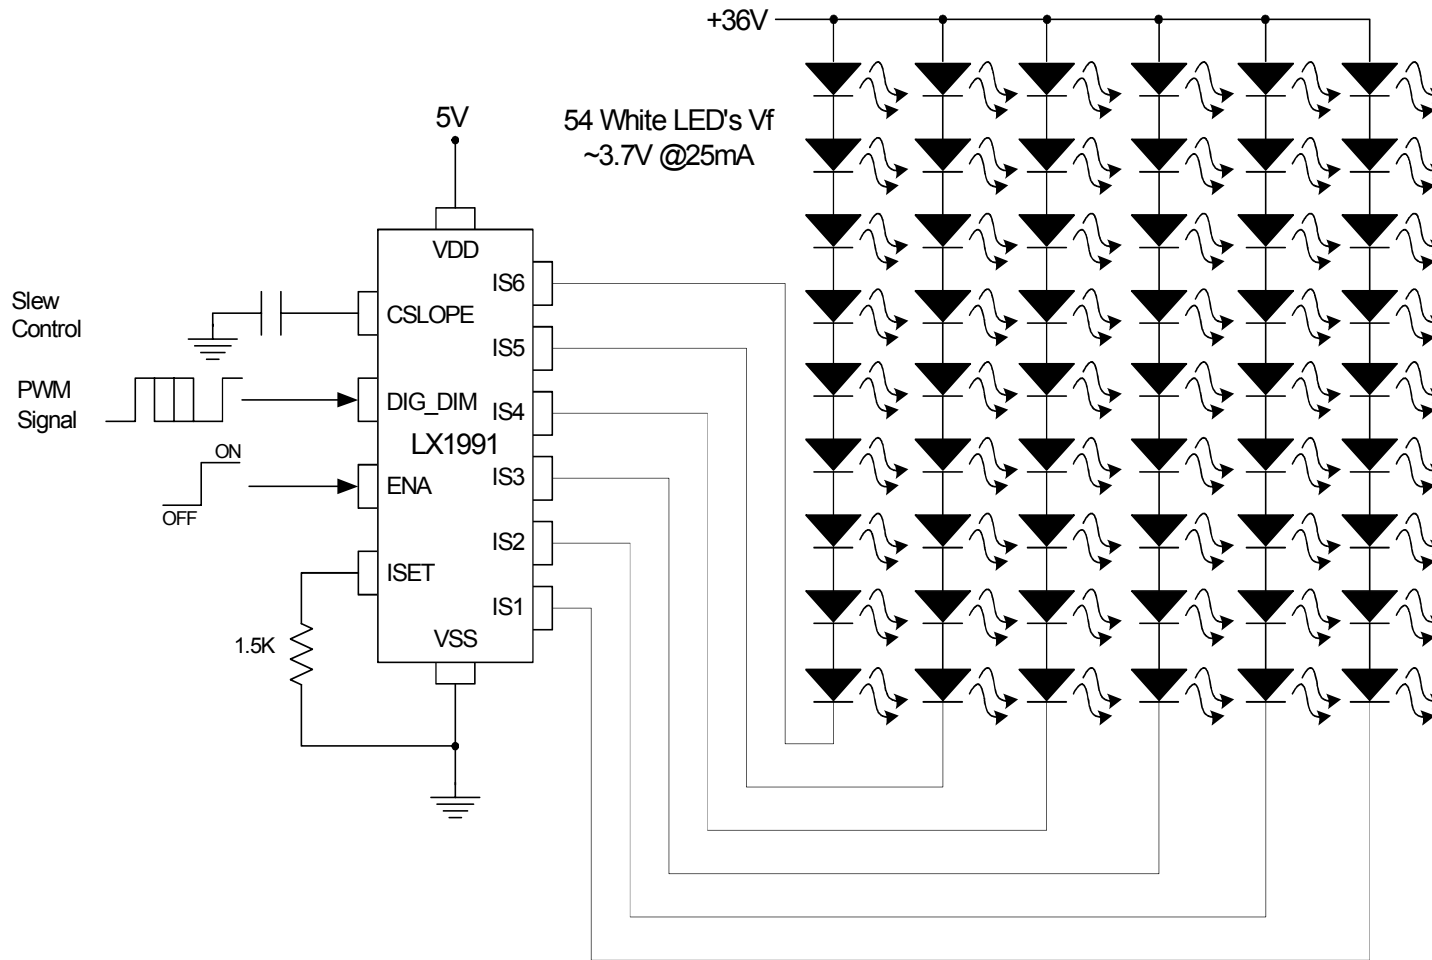 +36V
5V
54 White LED's Vf
~3.7V @25mA
VDD
IS6
Slew
Control
CSLOPE
IS5
PWM
Signal
DIG_DIM
IS4
LX1991
ON
OFF
ENA
IS3
IS2
ISET
IS1
1.5K
VSS